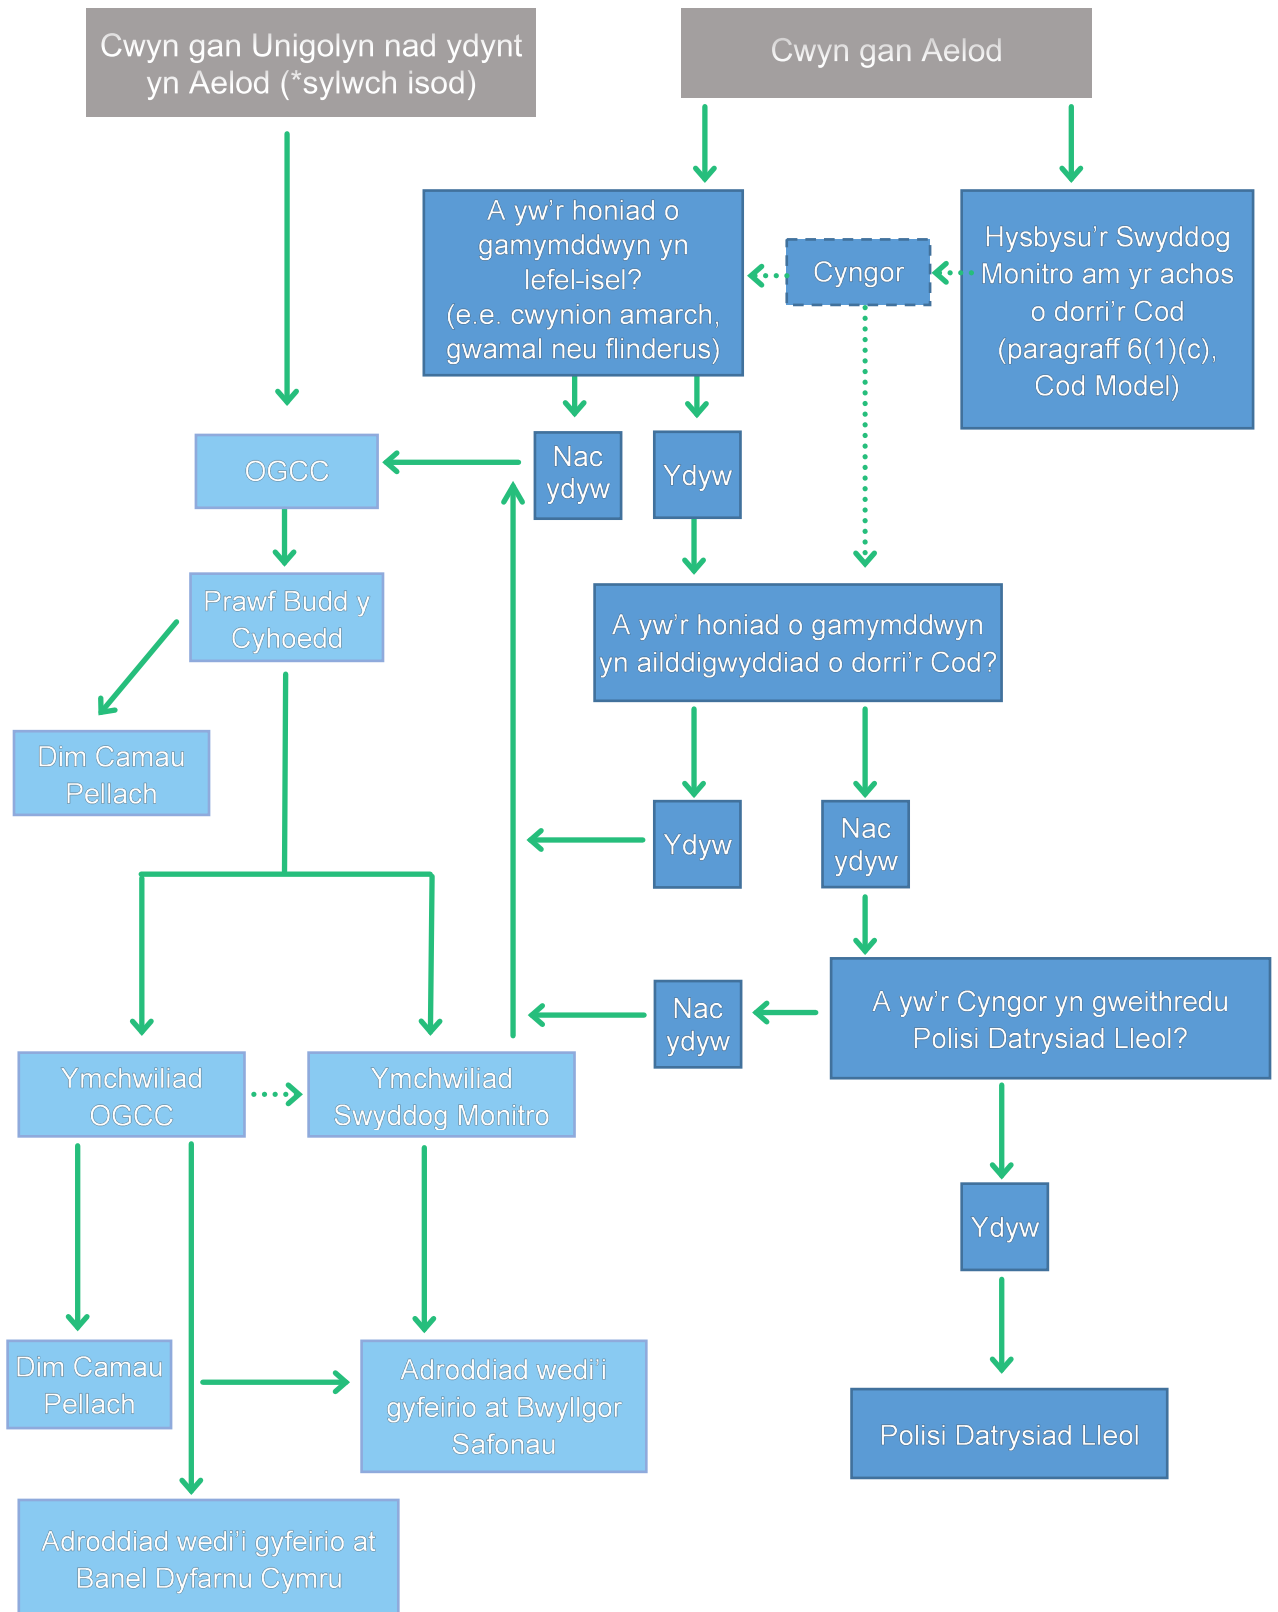 Cwyn gan Unigolyn nad ydynt
yn Aelod (*sylwch isod)
Cwyn gan Aelod
A yw’r honiad o
gamymddwyn yn
lefel-isel?
(e.e. cwynion amarch,
gwamal neu flinderus)
Cyngor
Hysbysu’r Swyddog
Monitro am yr achos
o dorri’r Cod
(paragraff 6(1)(c),
Cod Model)
OGCC
Nac
ydyw
Ydyw
Prawf Budd y
Cyhoedd
A yw’r honiad o gamymddwyn
yn ailddigwyddiad o dorri’r Cod?
Dim Camau
Pellach
Ydyw
Nac
ydyw
A yw’r Cyngor yn gweithredu
Polisi Datrysiad Lleol?
Nac
ydyw
Ymchwiliad
OGCC
Ymchwiliad
Swyddog Monitro
Ydyw
Dim Camau
Pellach
Adroddiad wedi’i
gyfeirio at Bwyllgor
Safonau
Polisi Datrysiad Lleol
Adroddiad wedi’i gyfeirio at
Banel Dyfarnu Cymru